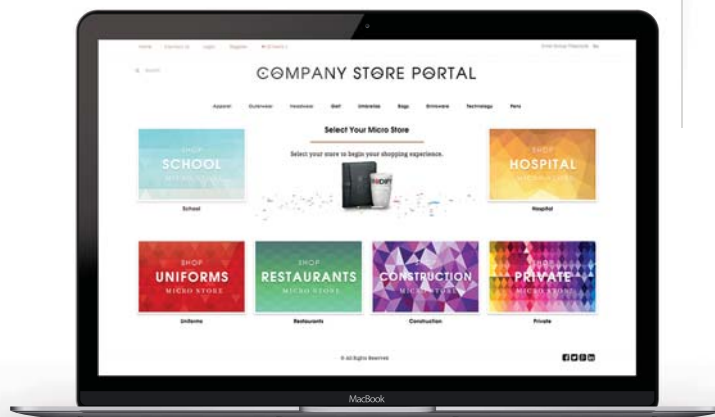 Home
Login
Register
Search
COMPANY STORE PORTAL
Apparel Outerwear Headwear Golf Umbrellas Bags Drinkware Technology Pens
Select Your Micro Store
Select your store to begin your shopping experience.
SHOP
SCHOOL
MICRO STORE
School
SHOP
HOSPITAL
MICRO STORE
Hospital
SHOP
UNIFORMS
MICRO STORE
Uniforms
SHOP
RESTAURANTS
MICRO STORE
Restaurants
SHOP
CONSTRUCTION
MICRO STORE
Construction
SHOP
PRIVATE
MICRO STORE
Private
© All Rights Reserved
MacBook